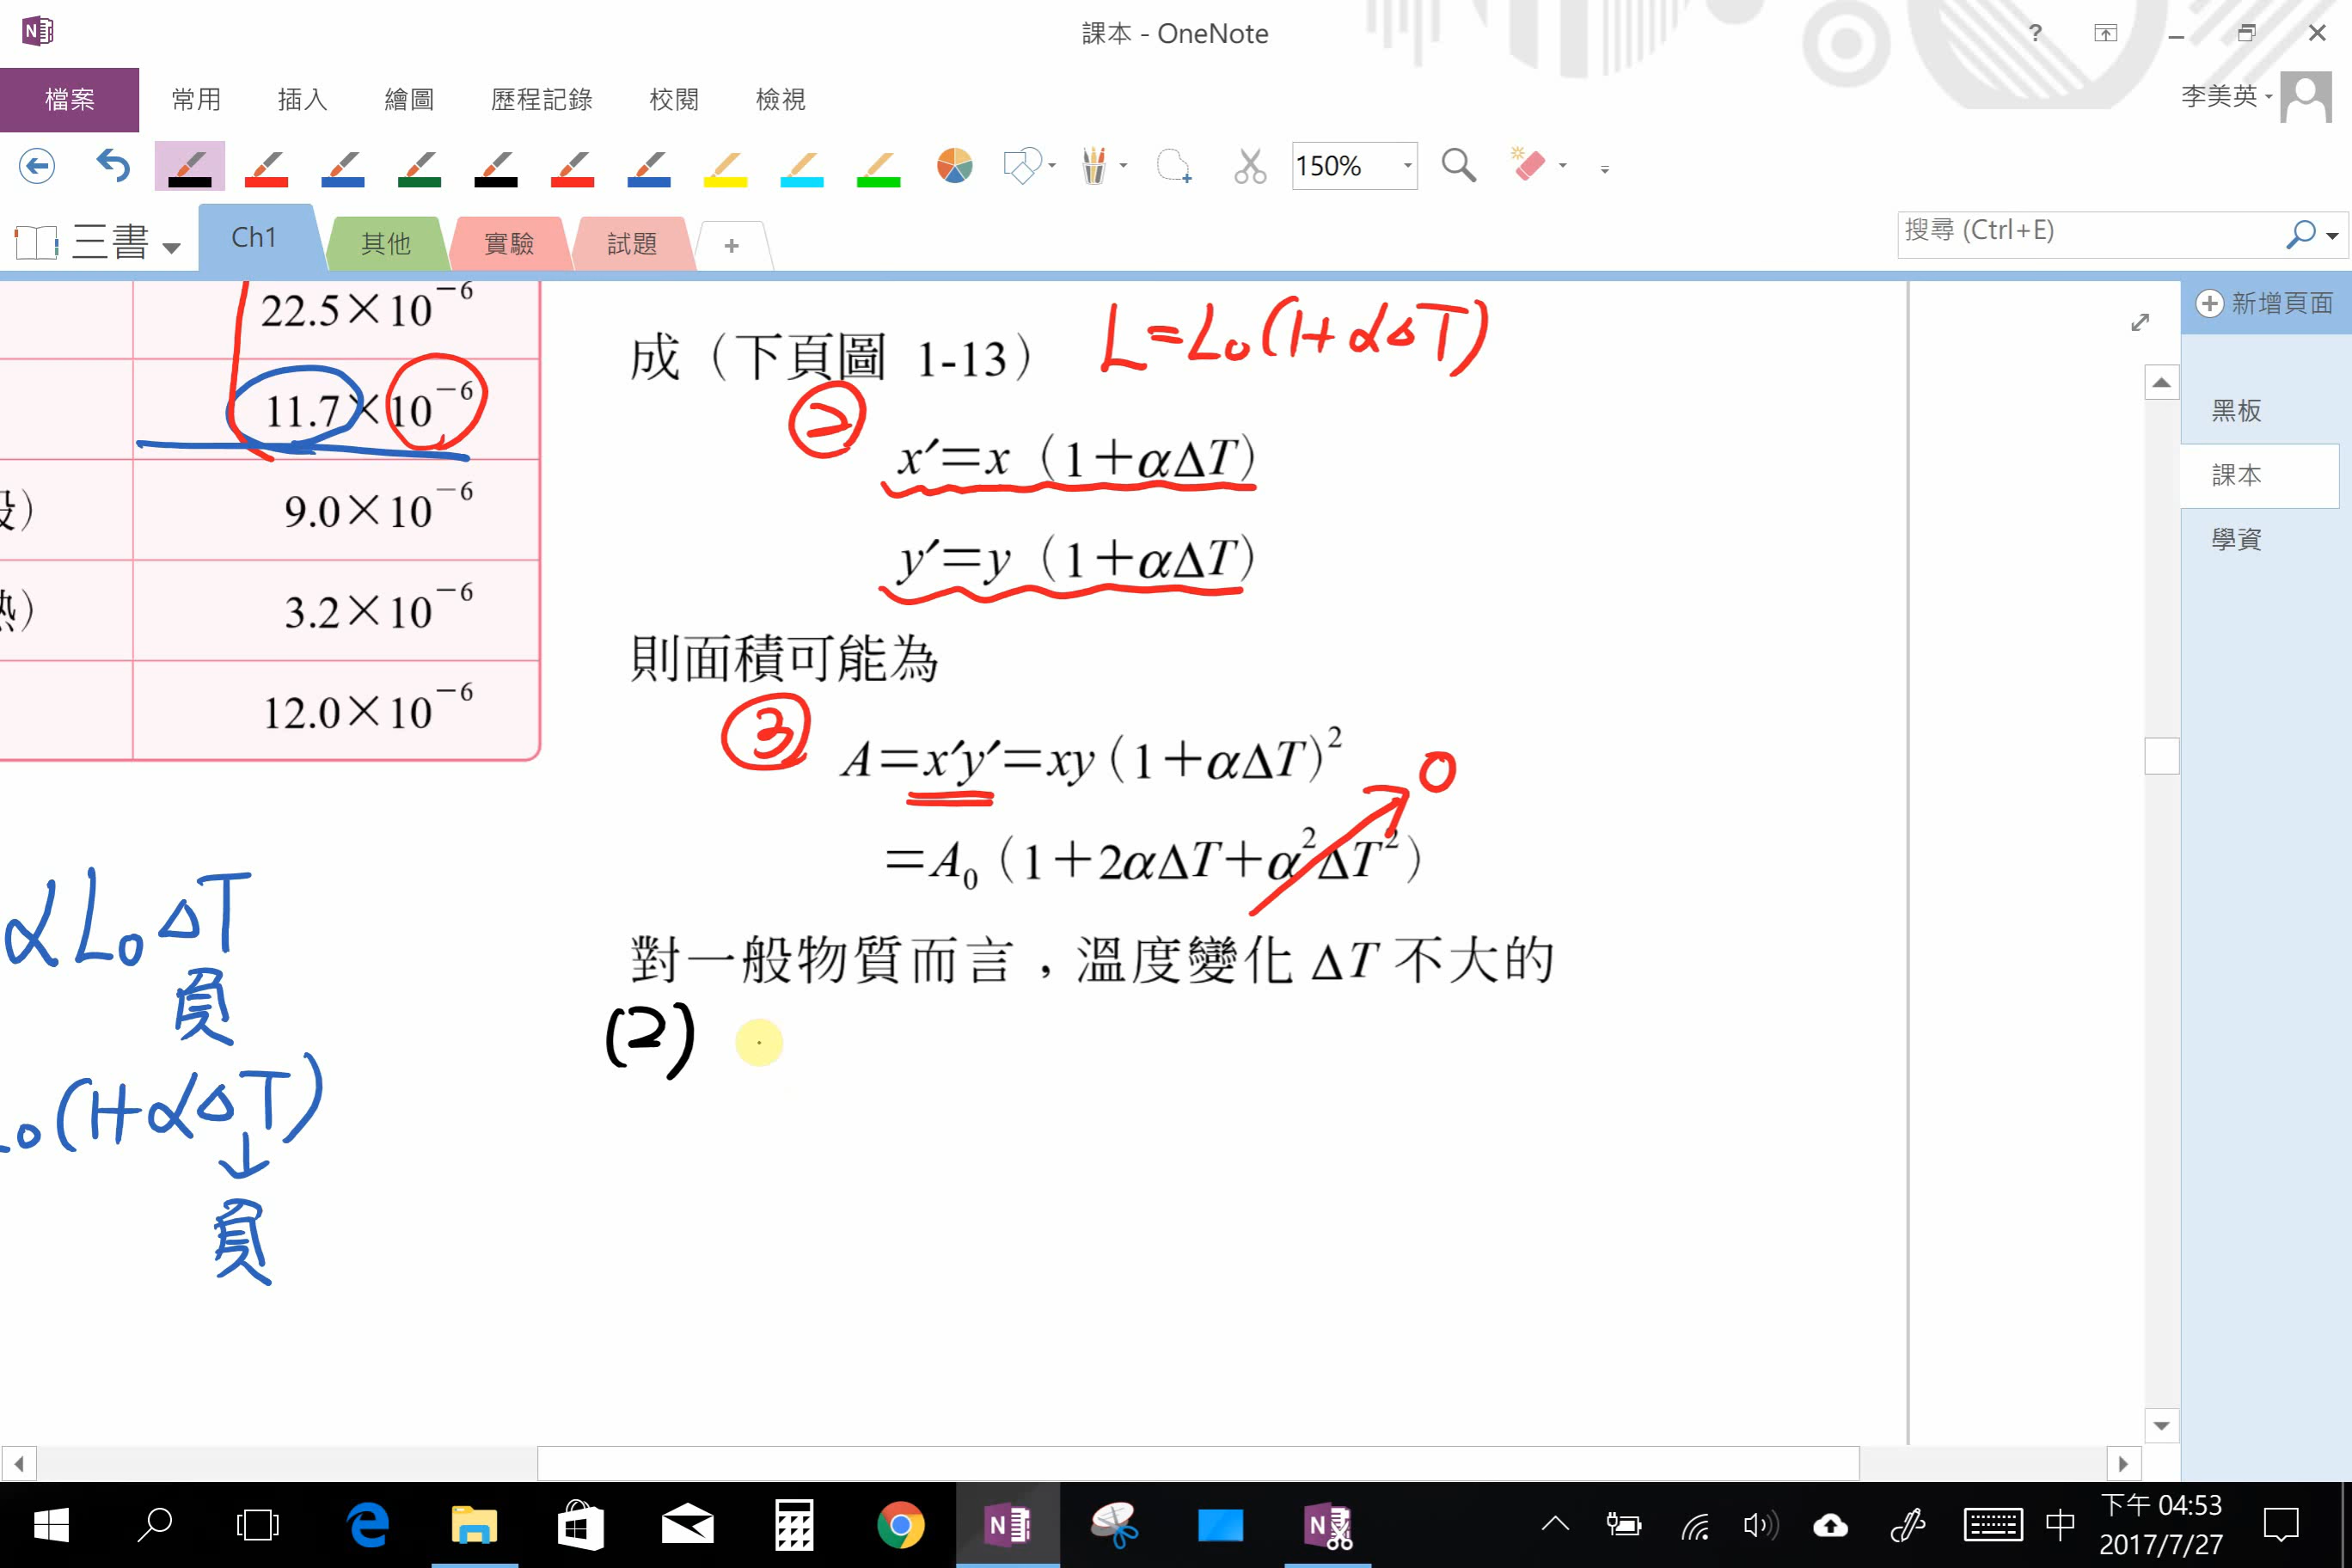 課本 - OneNote
?
檔案 常用 插入 繪圖 歷程記錄 校閱 檢視
李美英
150%
三書 Ch1 其他 實驗 試題 +
搜尋 (Ctrl+E)
新增頁面
黑板
課本
學資
22.5×10⁻⁶
11.7×10⁻⁶
9.0×10⁻⁶
3.2×10⁻⁶
12.0×10⁻⁶
αL₀ΔT
負
₀(1+αΔT)
↓
負
成（下頁圖 1-13） L=L₀(1+αΔT)
②
x′=x（1+αΔT）
y′=y（1+αΔT）
則面積可能為
③
A=x′y′=xy（1+αΔT）² 0
=A₀（1+2αΔT+α²ΔT²）
對一般物質而言，溫度變化 ΔT 不大的
(2)
中
下午 04:53
2017/7/27